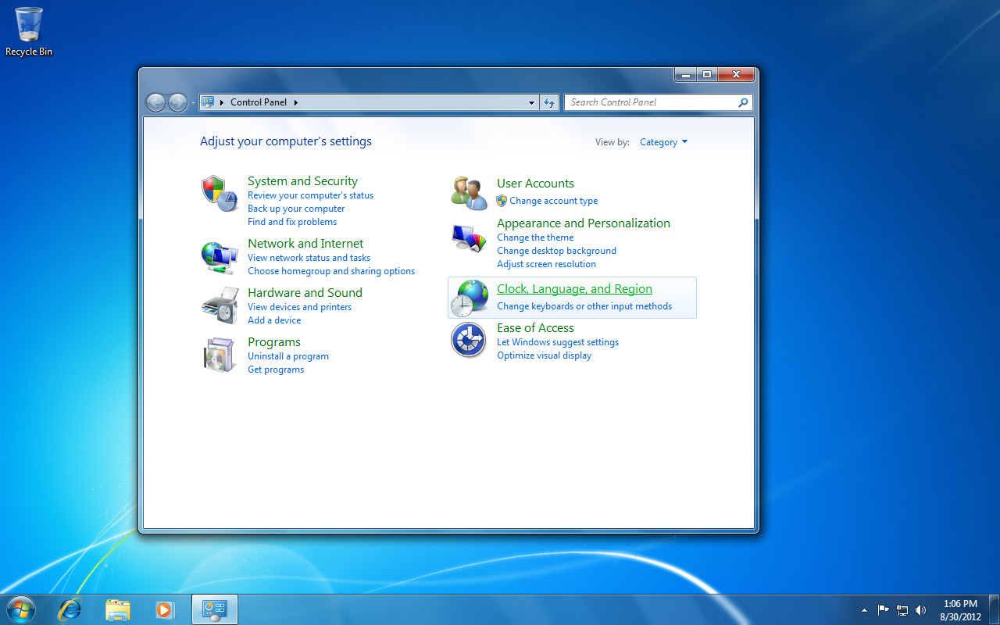 Recycle Bin
Control Panel
Search Control Panel
Adjust your computer's settings
View by: Category
System and Security
Review your computer's status
Back up your computer
Find and fix problems
Network and Internet
View network status and tasks
Choose homegroup and sharing options
Hardware and Sound
View devices and printers
Add a device
Programs
Uninstall a program
Get programs
User Accounts
Change account type
Appearance and Personalization
Change the theme
Change desktop background
Adjust screen resolution
Clock, Language, and Region
Change keyboards or other input methods
Ease of Access
Let Windows suggest settings
Optimize visual display
1:06 PM
8/30/2012